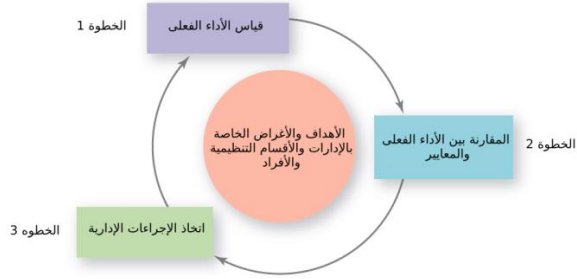 الخطوة 1
قياس الأداء الفعلى
الأهداف والأغراض الخاصة
بالإدارات والأقسام التنظيمية
والأفراد
المقارنة بين الأداء الفعلى
والمعايير
الخطوة 2
اتخاذ الإجراءات الإدارية
الخطوه 3